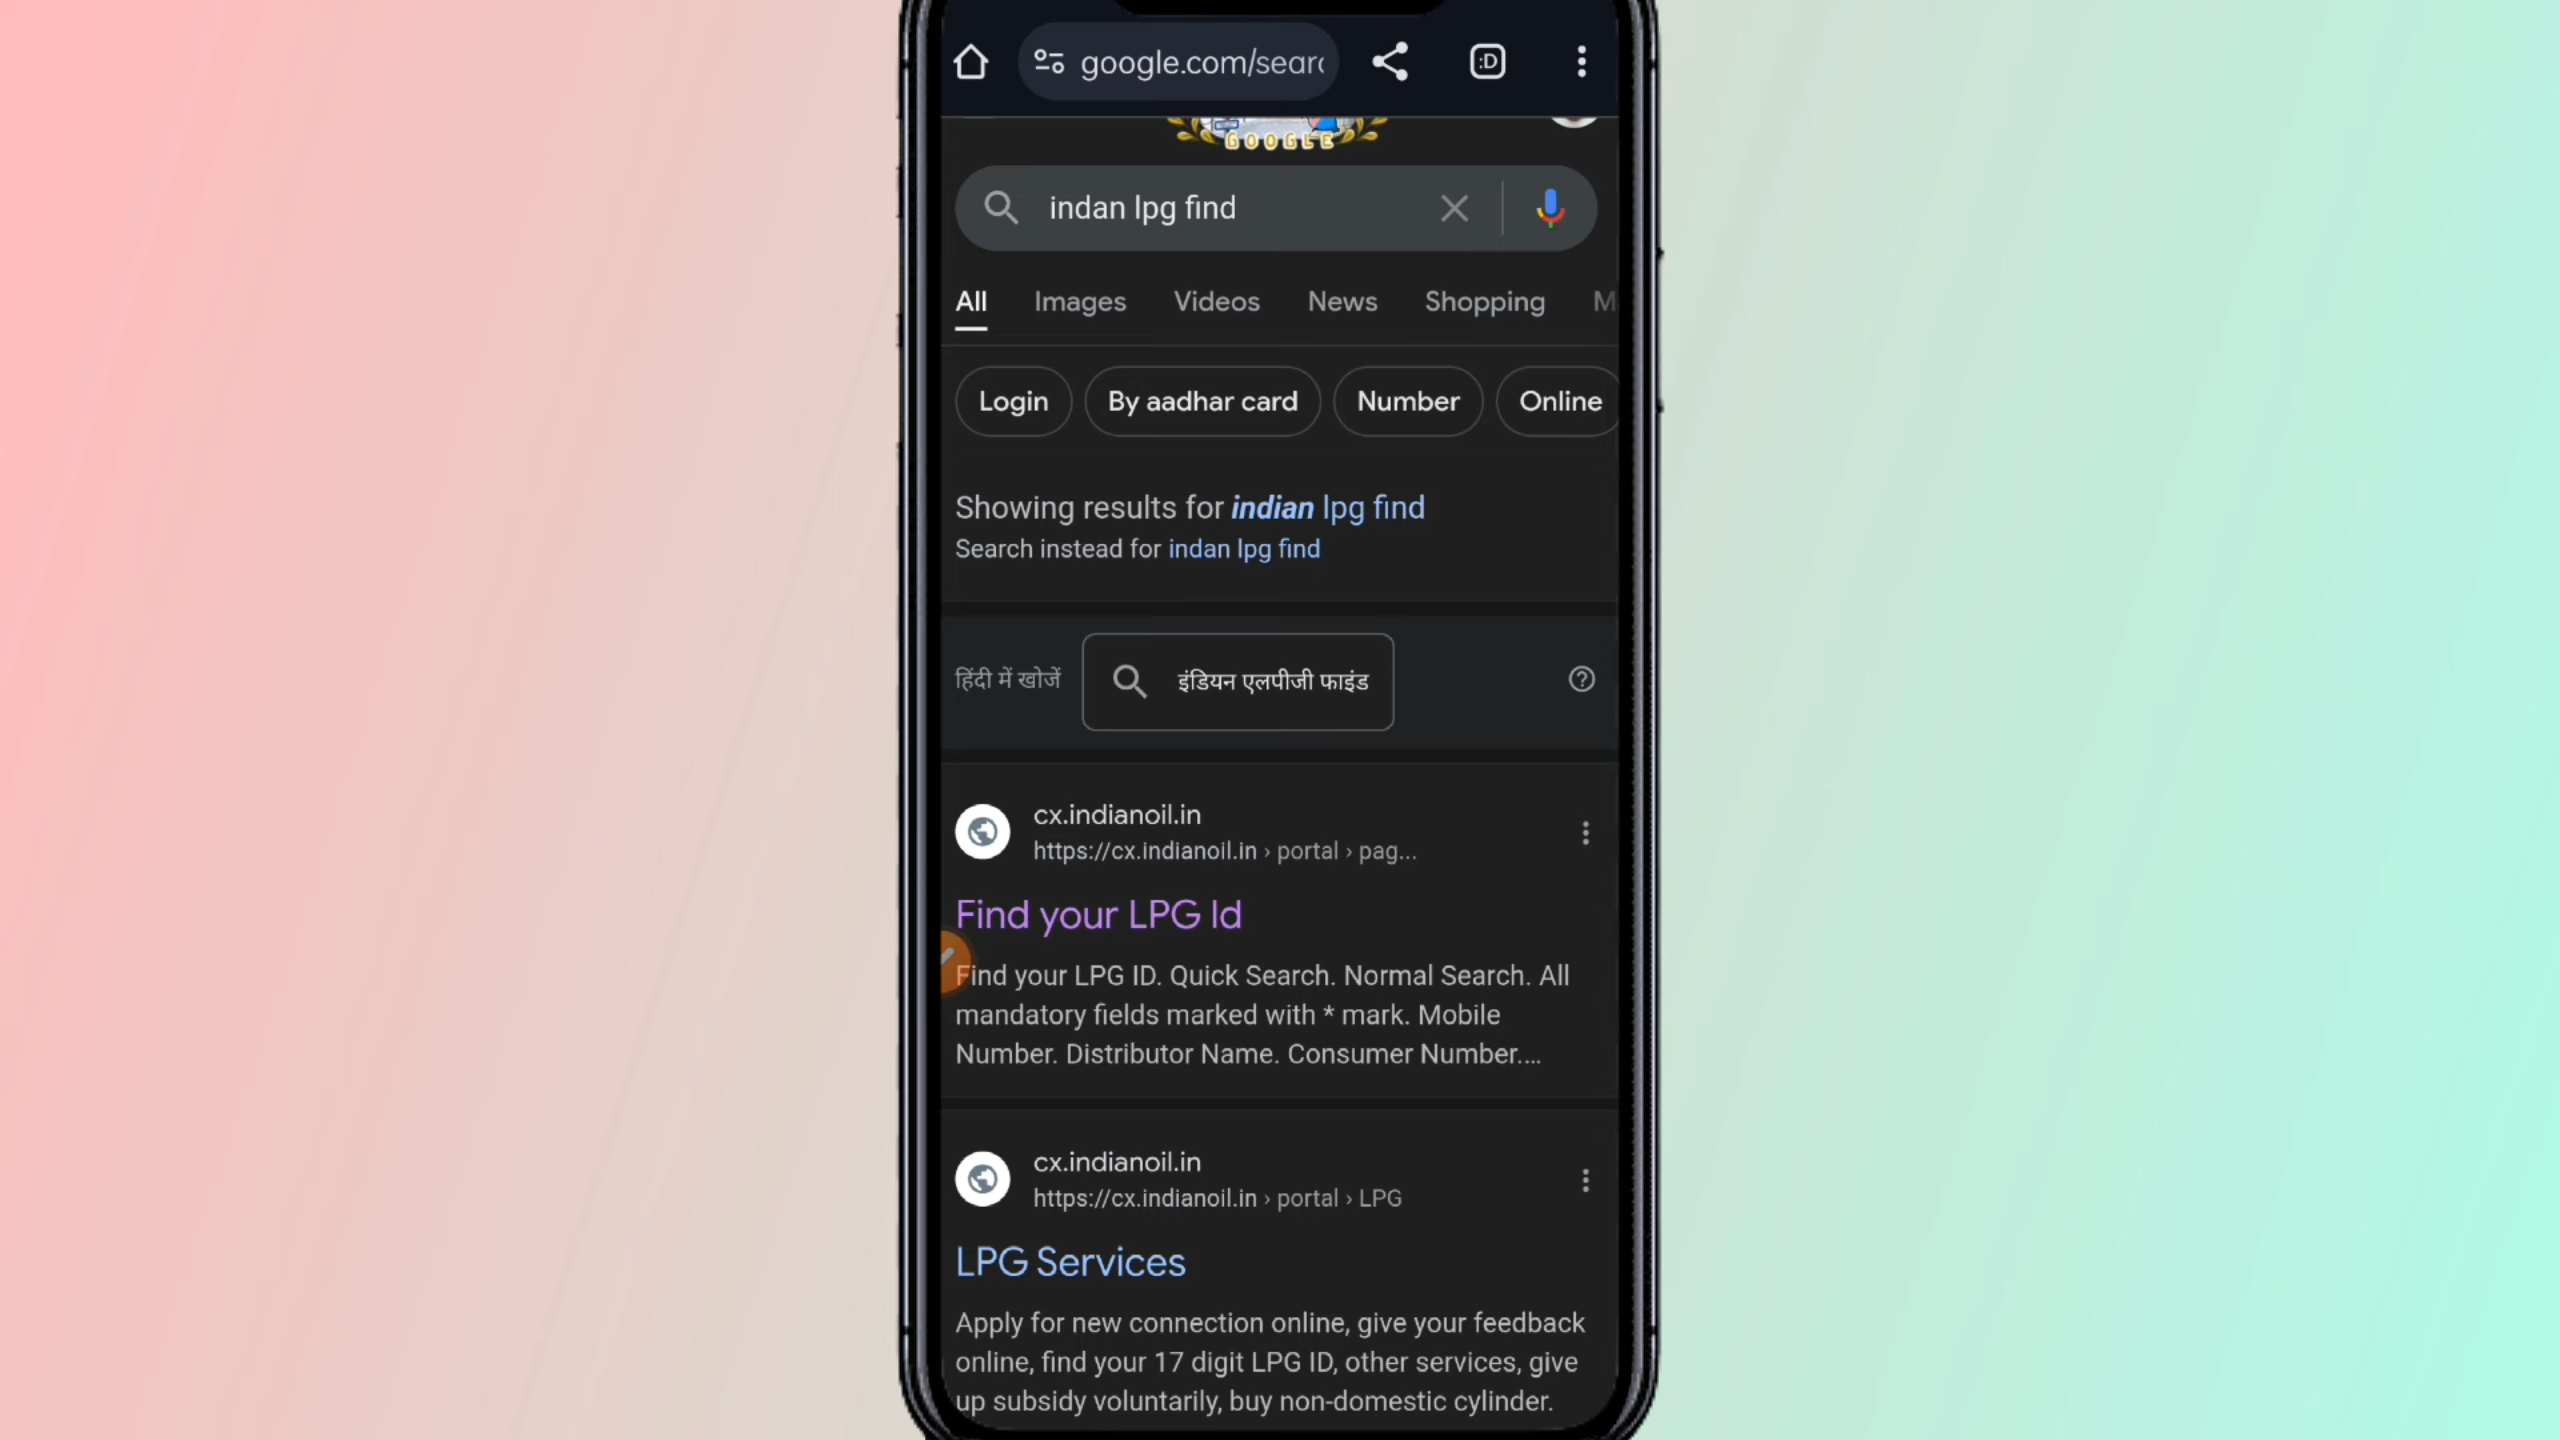 google.com/searc
:D
GOOGLE
indan lpg find
All Images Videos News Shopping M
Login By aadhar card Number Online
Showing results for indian lpg find
Search instead for indan lpg find
हिंदी में खोजें इंडियन एलपीजी फाइंड
cx.indianoil.in
https://cx.indianoil.in › portal › pag...
Find your LPG Id
Find your LPG ID. Quick Search. Normal Search. All
mandatory fields marked with * mark. Mobile
Number. Distributor Name. Consumer Number....
cx.indianoil.in
https://cx.indianoil.in › portal › LPG
LPG Services
Apply for new connection online, give your feedback
online, find your 17 digit LPG ID, other services, give
up subsidy voluntarily, buy non-domestic cylinder.